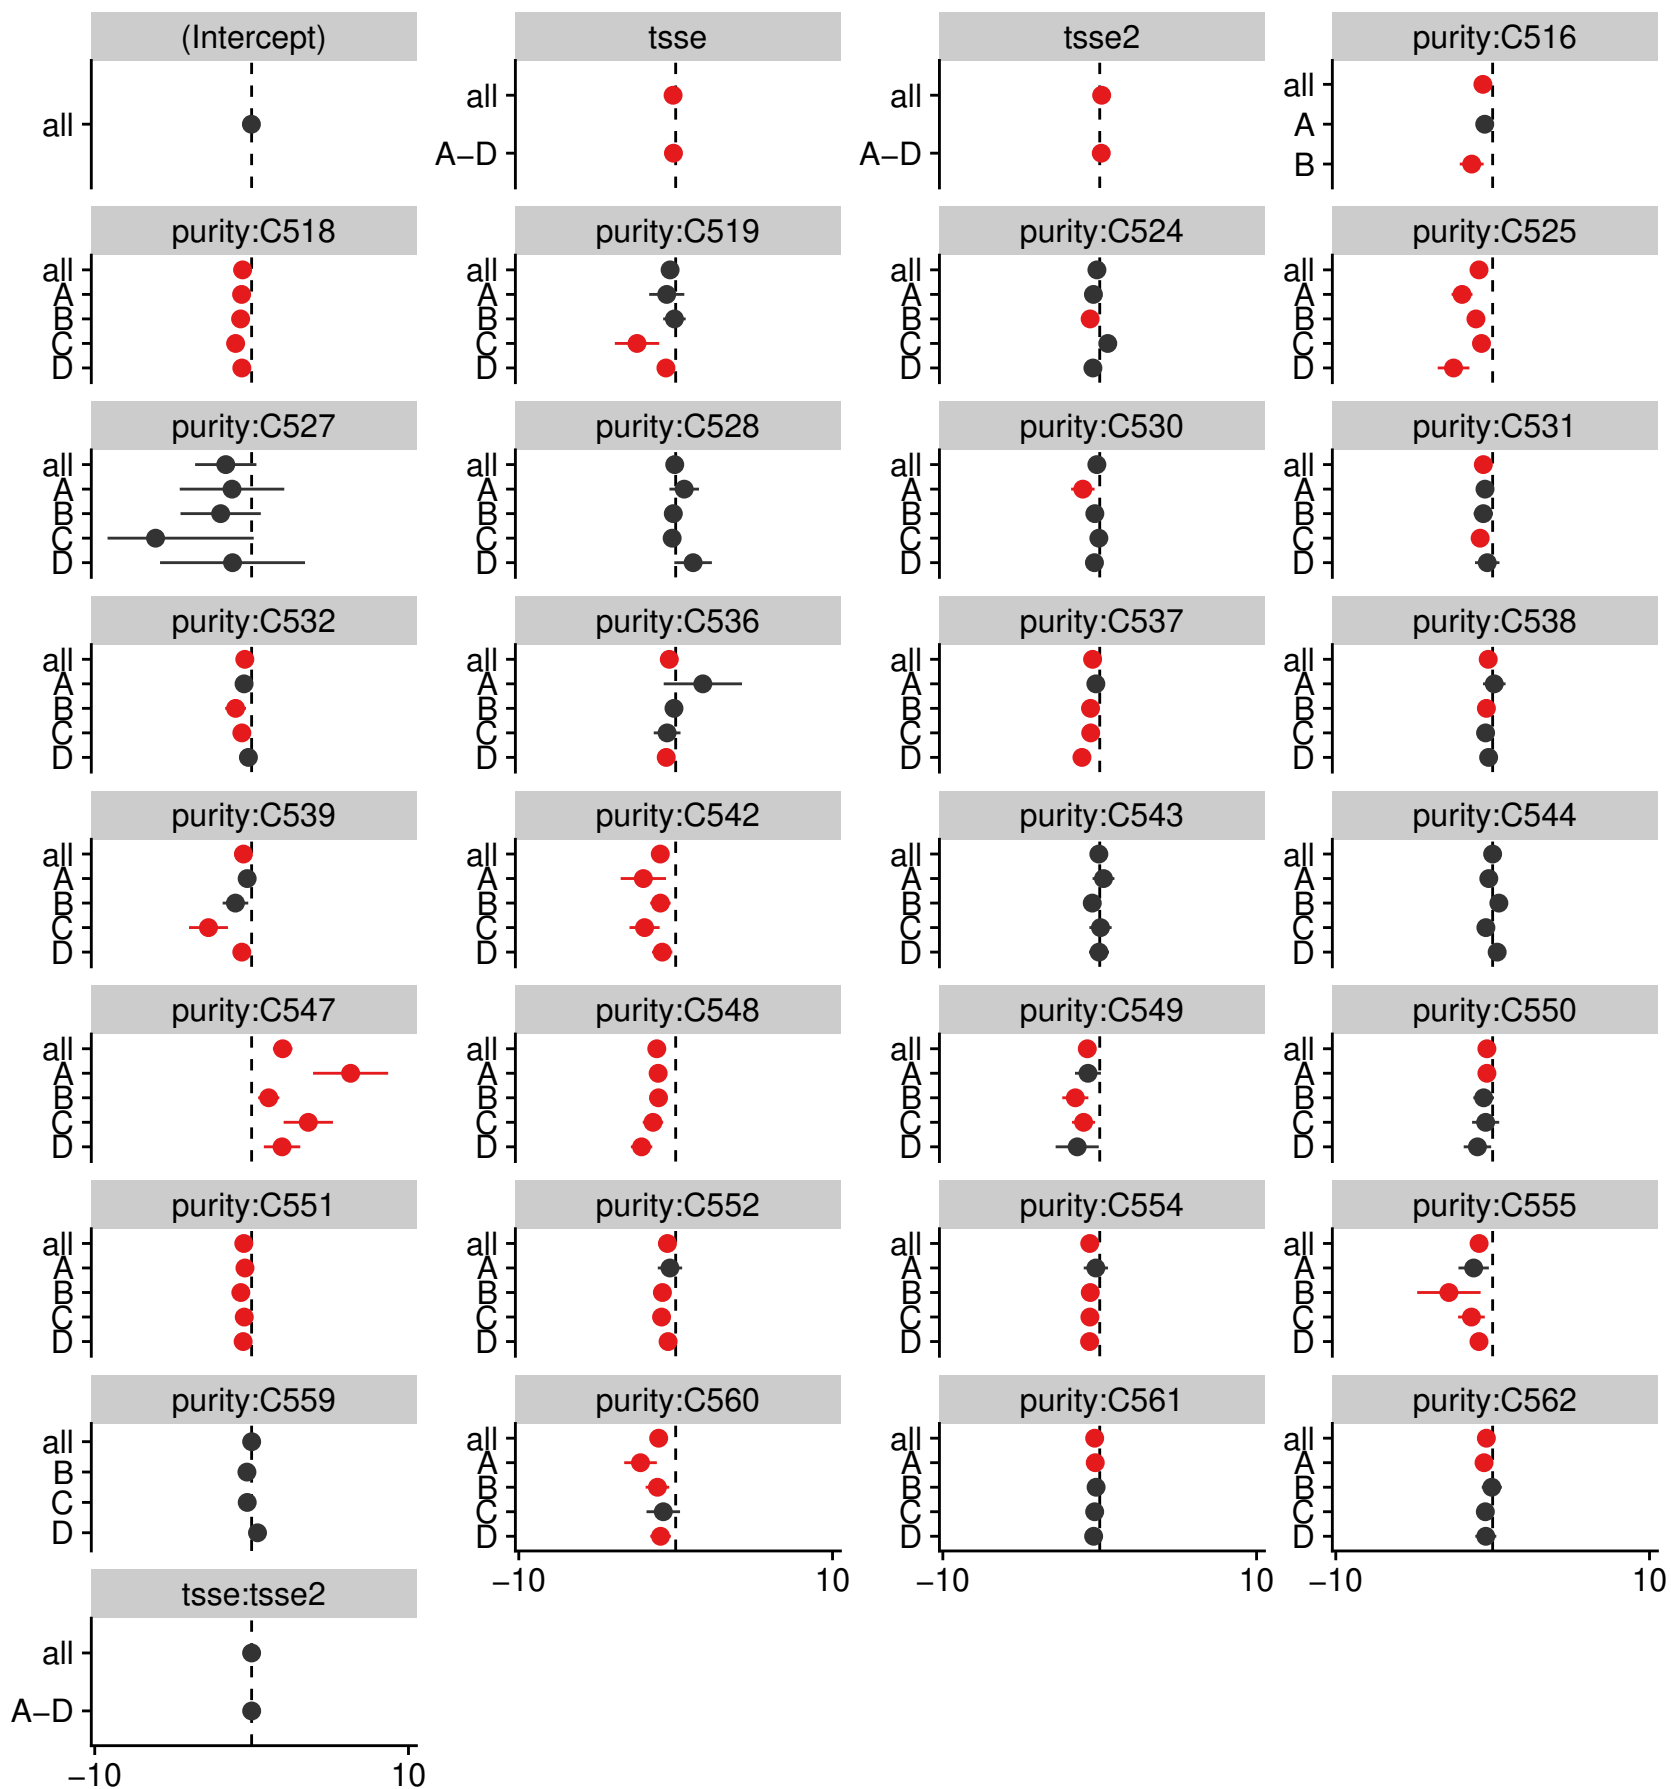 (Intercept)
tsse
tsse2
purity:C516
all
all
A−D
all
A−D
all
A
B
purity:C518
purity:C519
purity:C524
purity:C525
all
A
B
C
D
all
A
B
C
D
all
A
B
C
D
all
A
B
C
D
purity:C527
purity:C528
purity:C530
purity:C531
all
A
B
C
D
all
A
B
C
D
all
A
B
C
D
all
A
B
C
D
purity:C532
purity:C536
purity:C537
purity:C538
all
A
B
C
D
all
A
B
C
D
all
A
B
C
D
all
A
B
C
D
purity:C539
purity:C542
purity:C543
purity:C544
all
A
B
C
D
all
A
B
C
D
all
A
B
C
D
all
A
B
C
D
purity:C547
purity:C548
purity:C549
purity:C550
all
A
B
C
D
all
A
B
C
D
all
A
B
C
D
all
A
B
C
D
purity:C551
purity:C552
purity:C554
purity:C555
all
A
B
C
D
all
A
B
C
D
all
A
B
C
D
all
A
B
C
D
purity:C559
purity:C560
purity:C561
purity:C562
all
B
C
D
all
A
B
C
D
−10 10
all
A
B
C
D
−10 10
all
A
B
C
D
−10 10
tsse:tsse2
all
A−D
−10 10